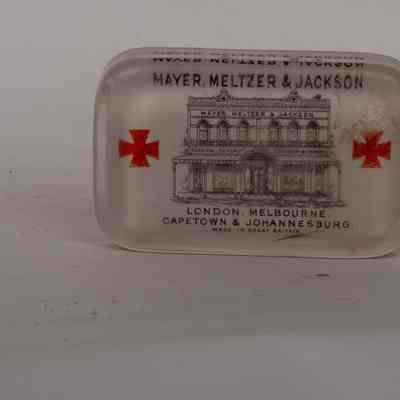 MAYER, MELTZER & JACKSON
MAYER, MELTZER & JACKSON
LONDON, MELBOURNE,
CAPETOWN & JOHANNESBURG
MADE IN GREAT BRITAIN